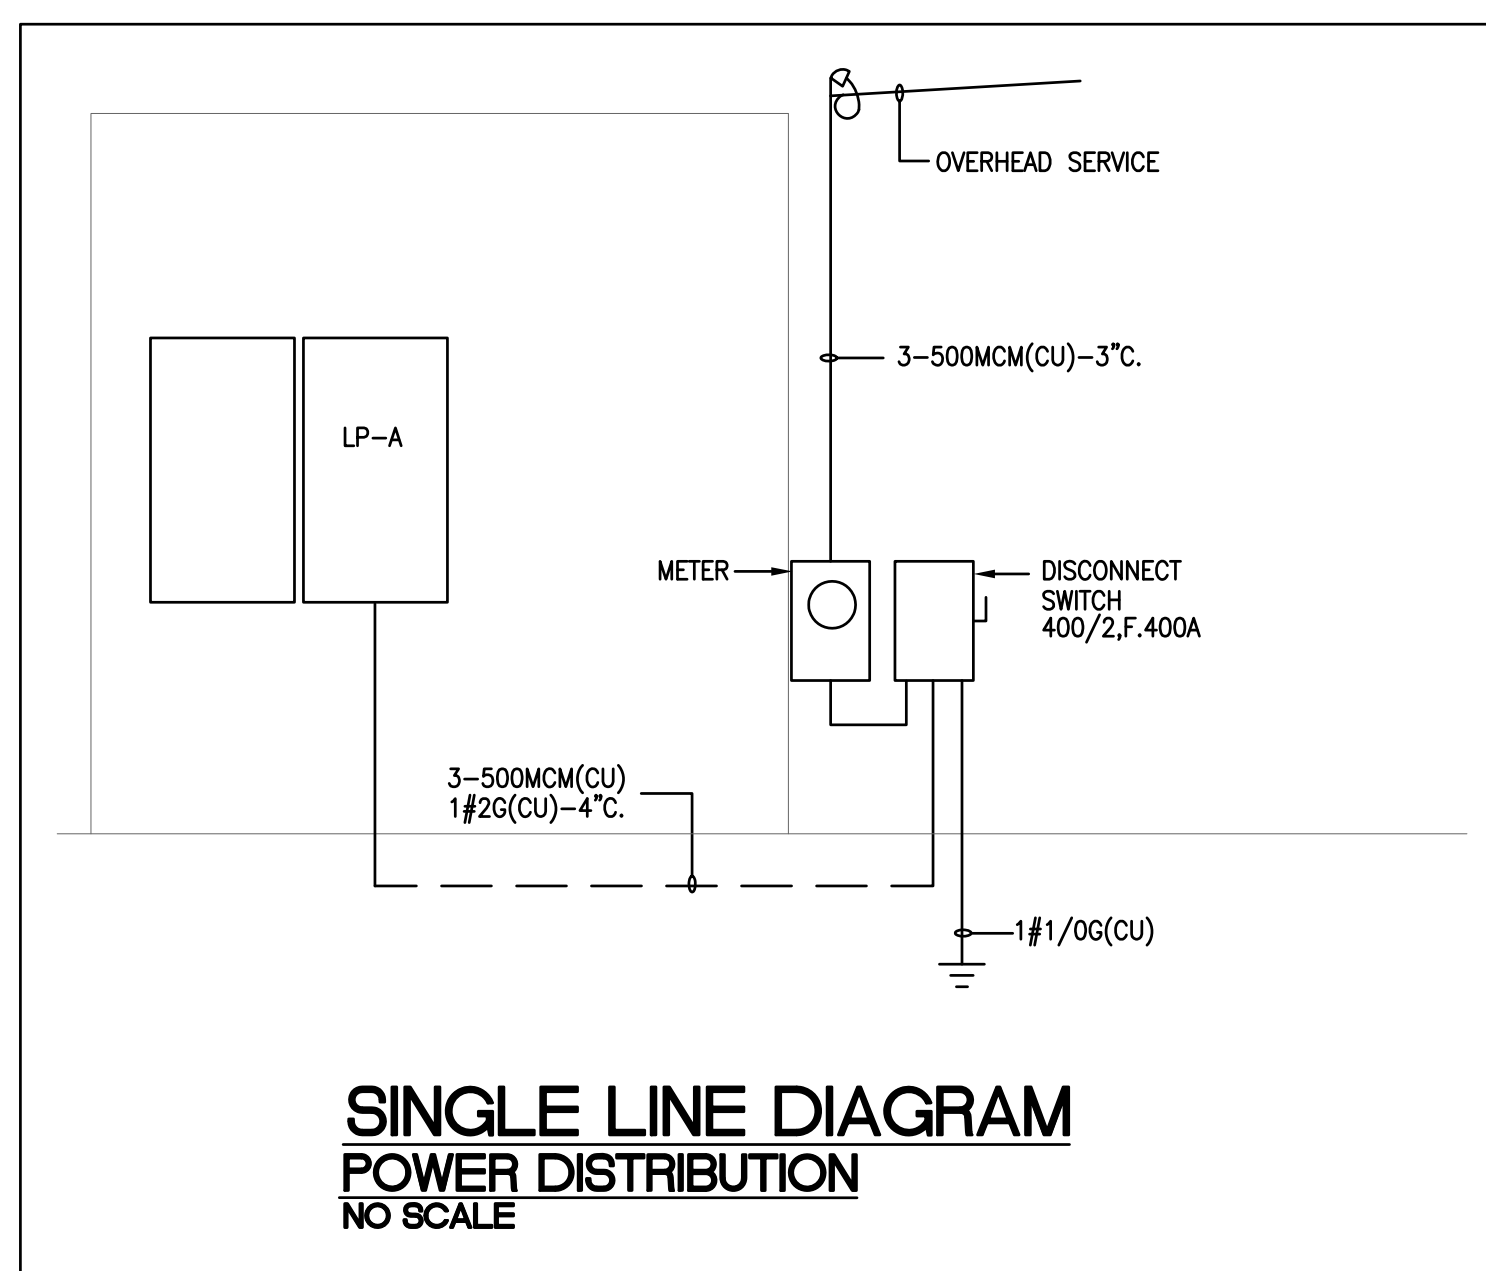 OVERHEAD SERVICE
3-500MCM(CU)-3"C.
LP-A
METER
DISCONNECT
SWITCH
400/2,F.400A
3-500MCM(CU)
1#2G(CU)-4"C.
1#1/0G(CU)
SINGLE LINE DIAGRAM
POWER DISTRIBUTION
NO SCALE